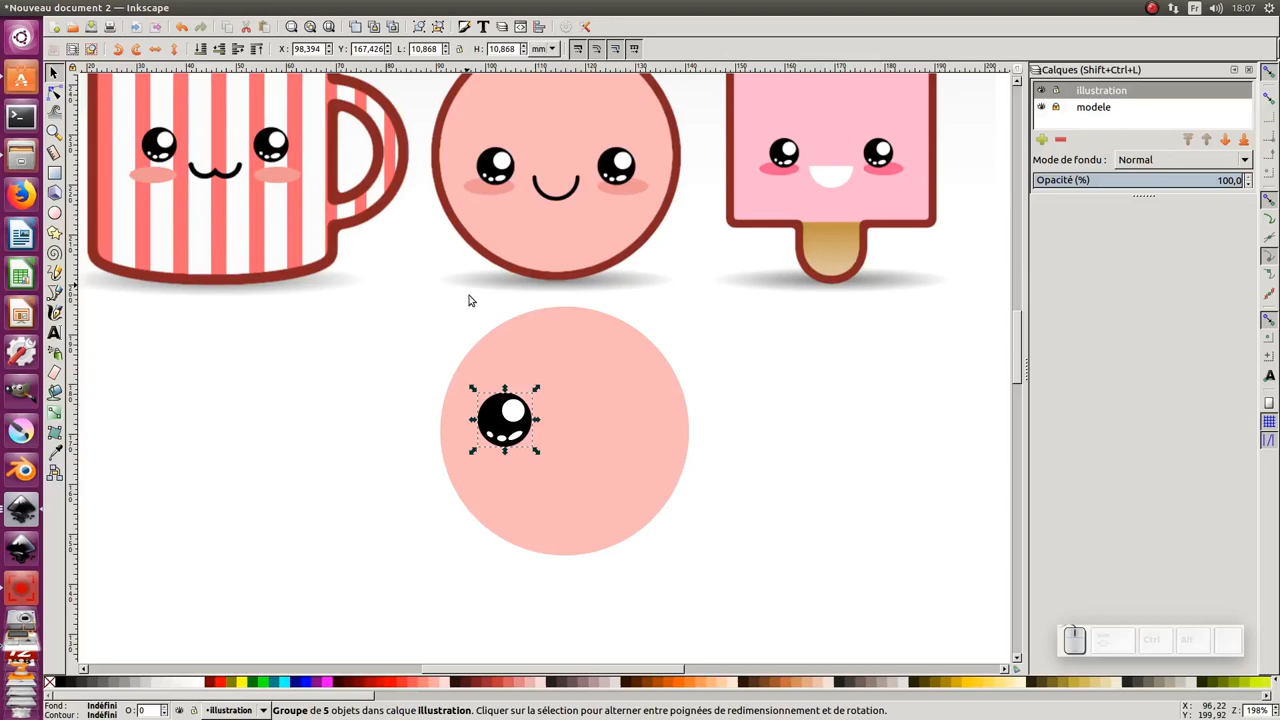 *Nouveau document 2 — Inkscape
Fr
18:07
X: 98,394
Y: 167,426
L: 10,868
H: 10,868
mm
Calques (Shift+Ctrl+L)
illustration
modele
Mode de fondu :
Normal
Opacité (%)
100,0
Ctrl
Alt
Fond :
Indéfini
Contour :
Indéfini
O: 0
•illustration
Groupe de 5 objets dans calque illustration. Cliquer sur la sélection pour alterner entre poignées de redimensionnement et de rotation.
X: 96,22
Y: 199,92
Z: 198%